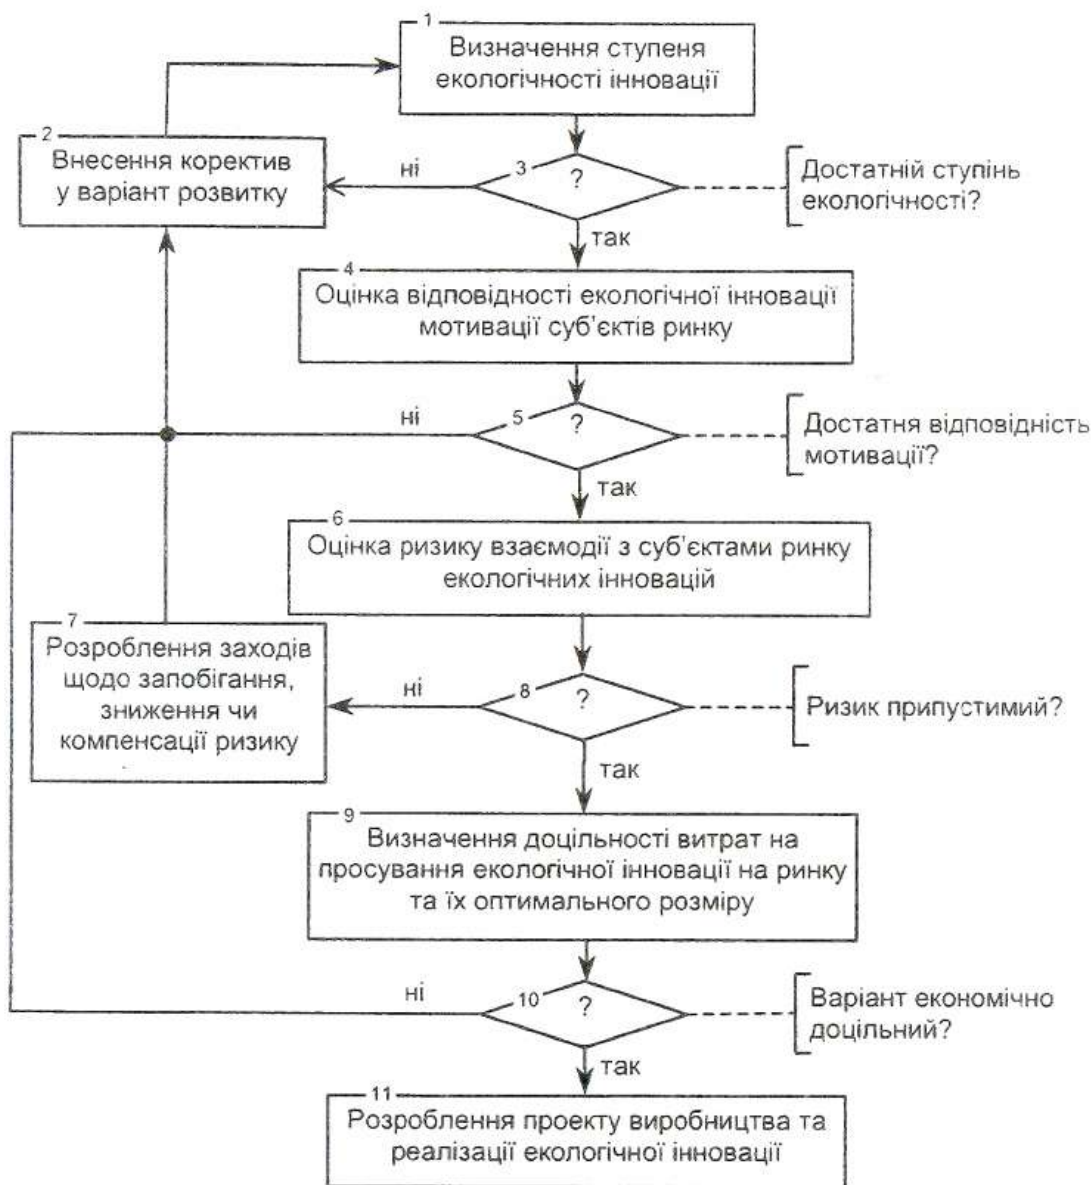 1
Визначення ступеня
екологічності інновації
2
Внесення коректив
у варіант розвитку
ні
3
?
Достатній ступінь
екологічності?
так
4
Оцінка відповідності екологічної інновації
мотивації суб'єктів ринку
ні
5
?
Достатня відповідність
мотивації?
так
6
Оцінка ризику взаємодії з суб'єктами ринку
екологічних інновацій
7
Розроблення заходів
щодо запобігання,
зниження чи
компенсації ризику
ні
8
?
Ризик припустимий?
так
9
Визначення доцільності витрат на
просування екологічної інновації на ринку
та їх оптимального розміру
ні
10
?
Варіант економічно
доцільний?
так
11
Розроблення проекту виробництва та
реалізації екологічної інновації